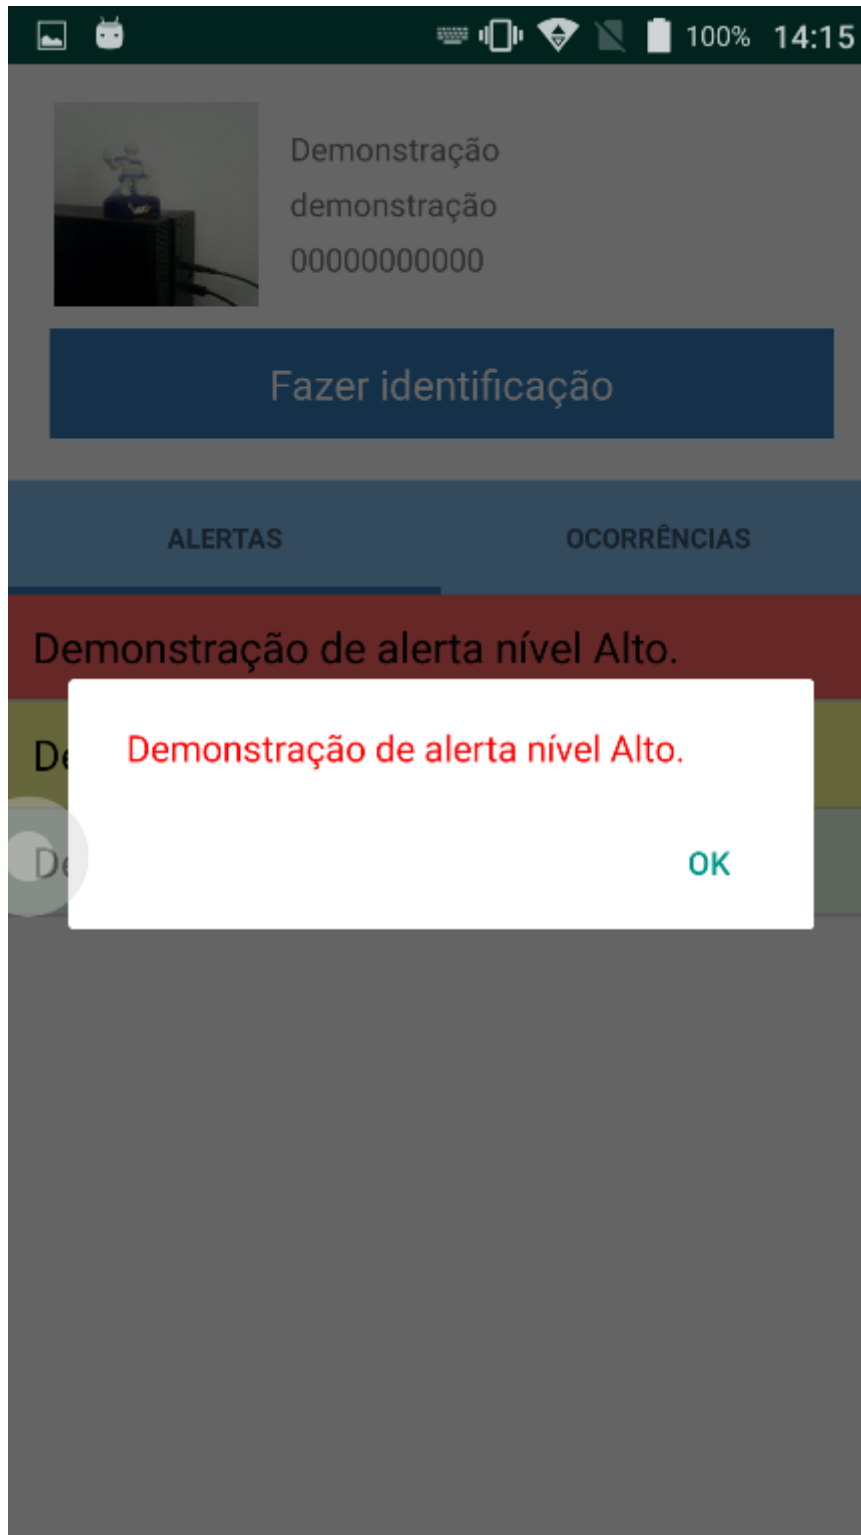 100% 14:15
Demonstração
demonstração
00000000000
Fazer identificação
ALERTAS OCORRÊNCIAS
Demonstração de alerta nível Alto.
Demonstração de alerta nível Alto.
OK